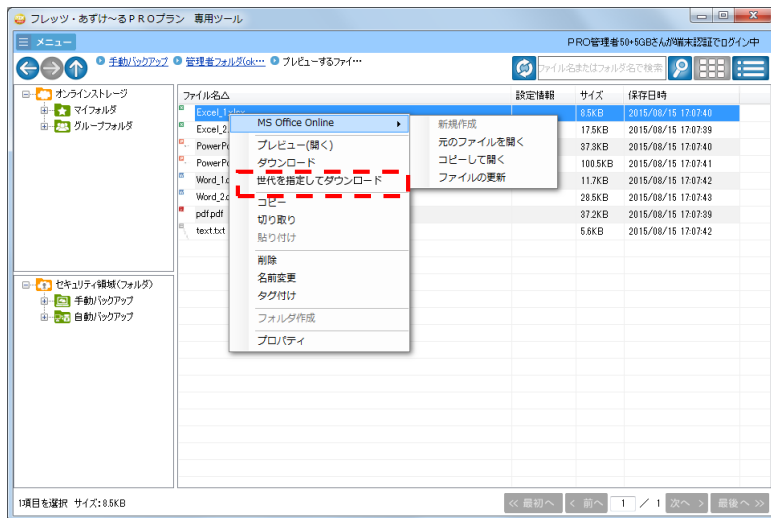 フレッツ・あずけ～るPROプラン 専用ツール
メニュー
PRO管理者50+5GBさんが端末認証でログイン中
手動バックアップ 管理者フォルダ(ok… プレビューするファイ…
ファイル名またはフォルダ名で検索
オンラインストレージ
マイフォルダ
グループフォルダ
セキュリティ領域(フォルダ)
手動バックアップ
自動バックアップ
ファイル名△ 設定情報 サイズ 保存日時
Excel_1.xlsx 8.5KB 2015/08/15 17:07:40
Excel_2 17.5KB 2015/08/15 17:07:39
PowerPo 37.3KB 2015/08/15 17:07:40
PowerPo 100.5KB 2015/08/15 17:07:41
Word_1.d 11.7KB 2015/08/15 17:07:42
Word_2.d 28.5KB 2015/08/15 17:07:43
pdf.pdf 37.2KB 2015/08/15 17:07:39
text.txt 5.6KB 2015/08/15 17:07:42
MS Office Online
プレビュー(開く)
ダウンロード
世代を指定してダウンロード
コピー
切り取り
貼り付け
削除
名前変更
タグ付け
フォルダ作成
プロパティ
新規作成
元のファイルを開く
コピーして開く
ファイルの更新
1項目を選択 サイズ:8.5KB
<< 最初へ < 前へ 1 / 1 次へ > 最後へ >>